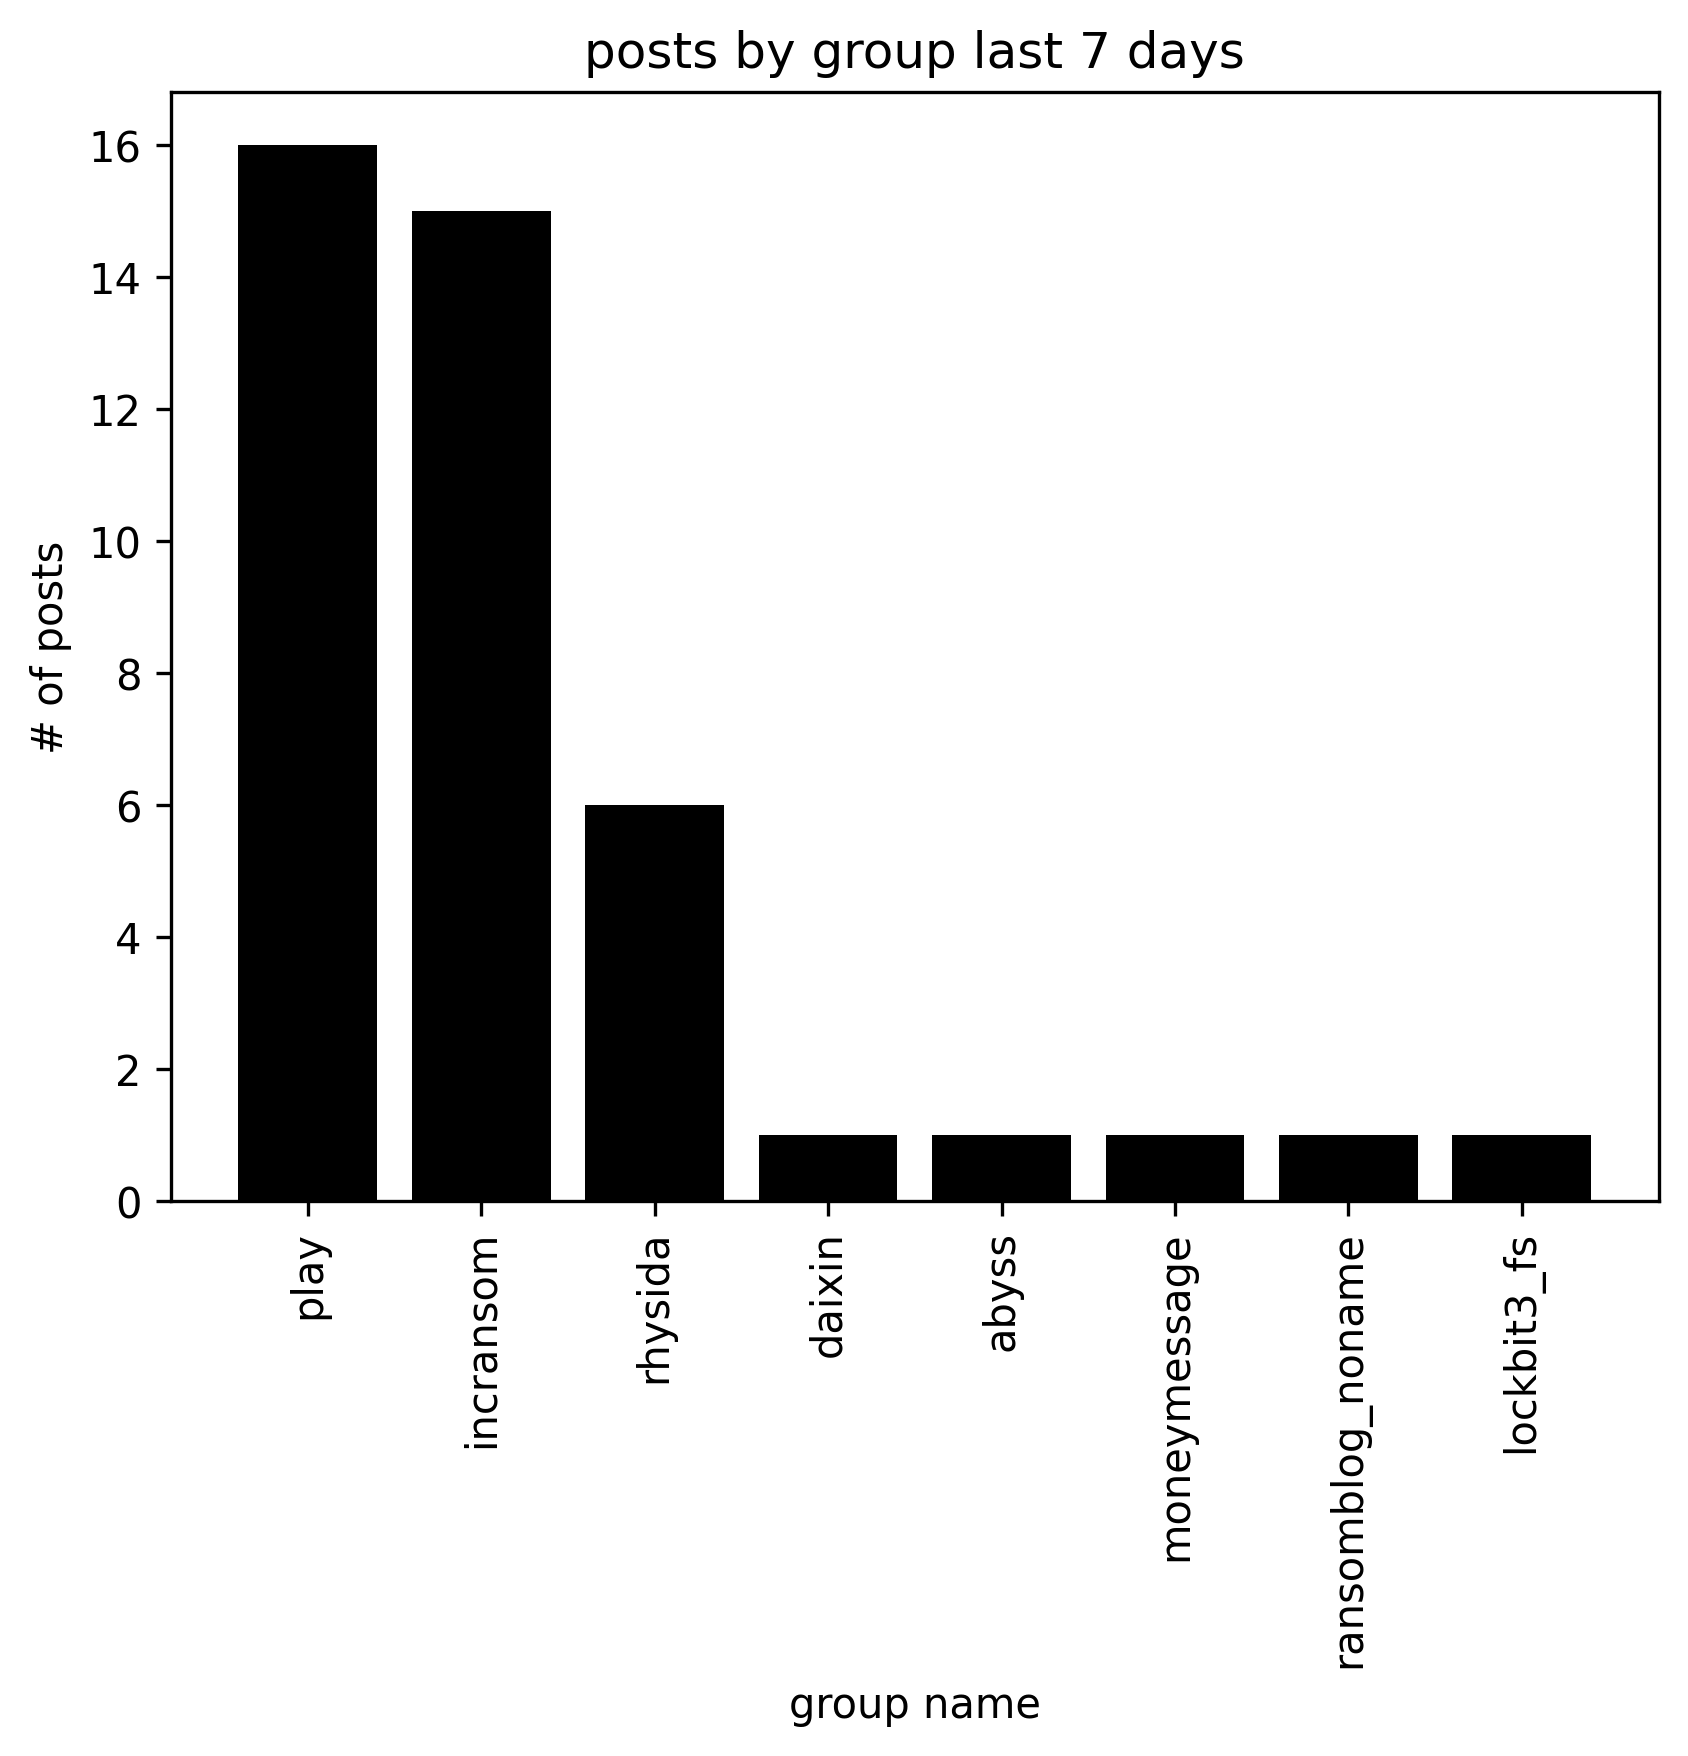 posts by group last 7 days
16
14
12
10
8
6
4
2
0
# of posts
play
incransom
rhysida
daixin
abyss
moneymessage
ransomblog_noname
lockbit3_fs
group name